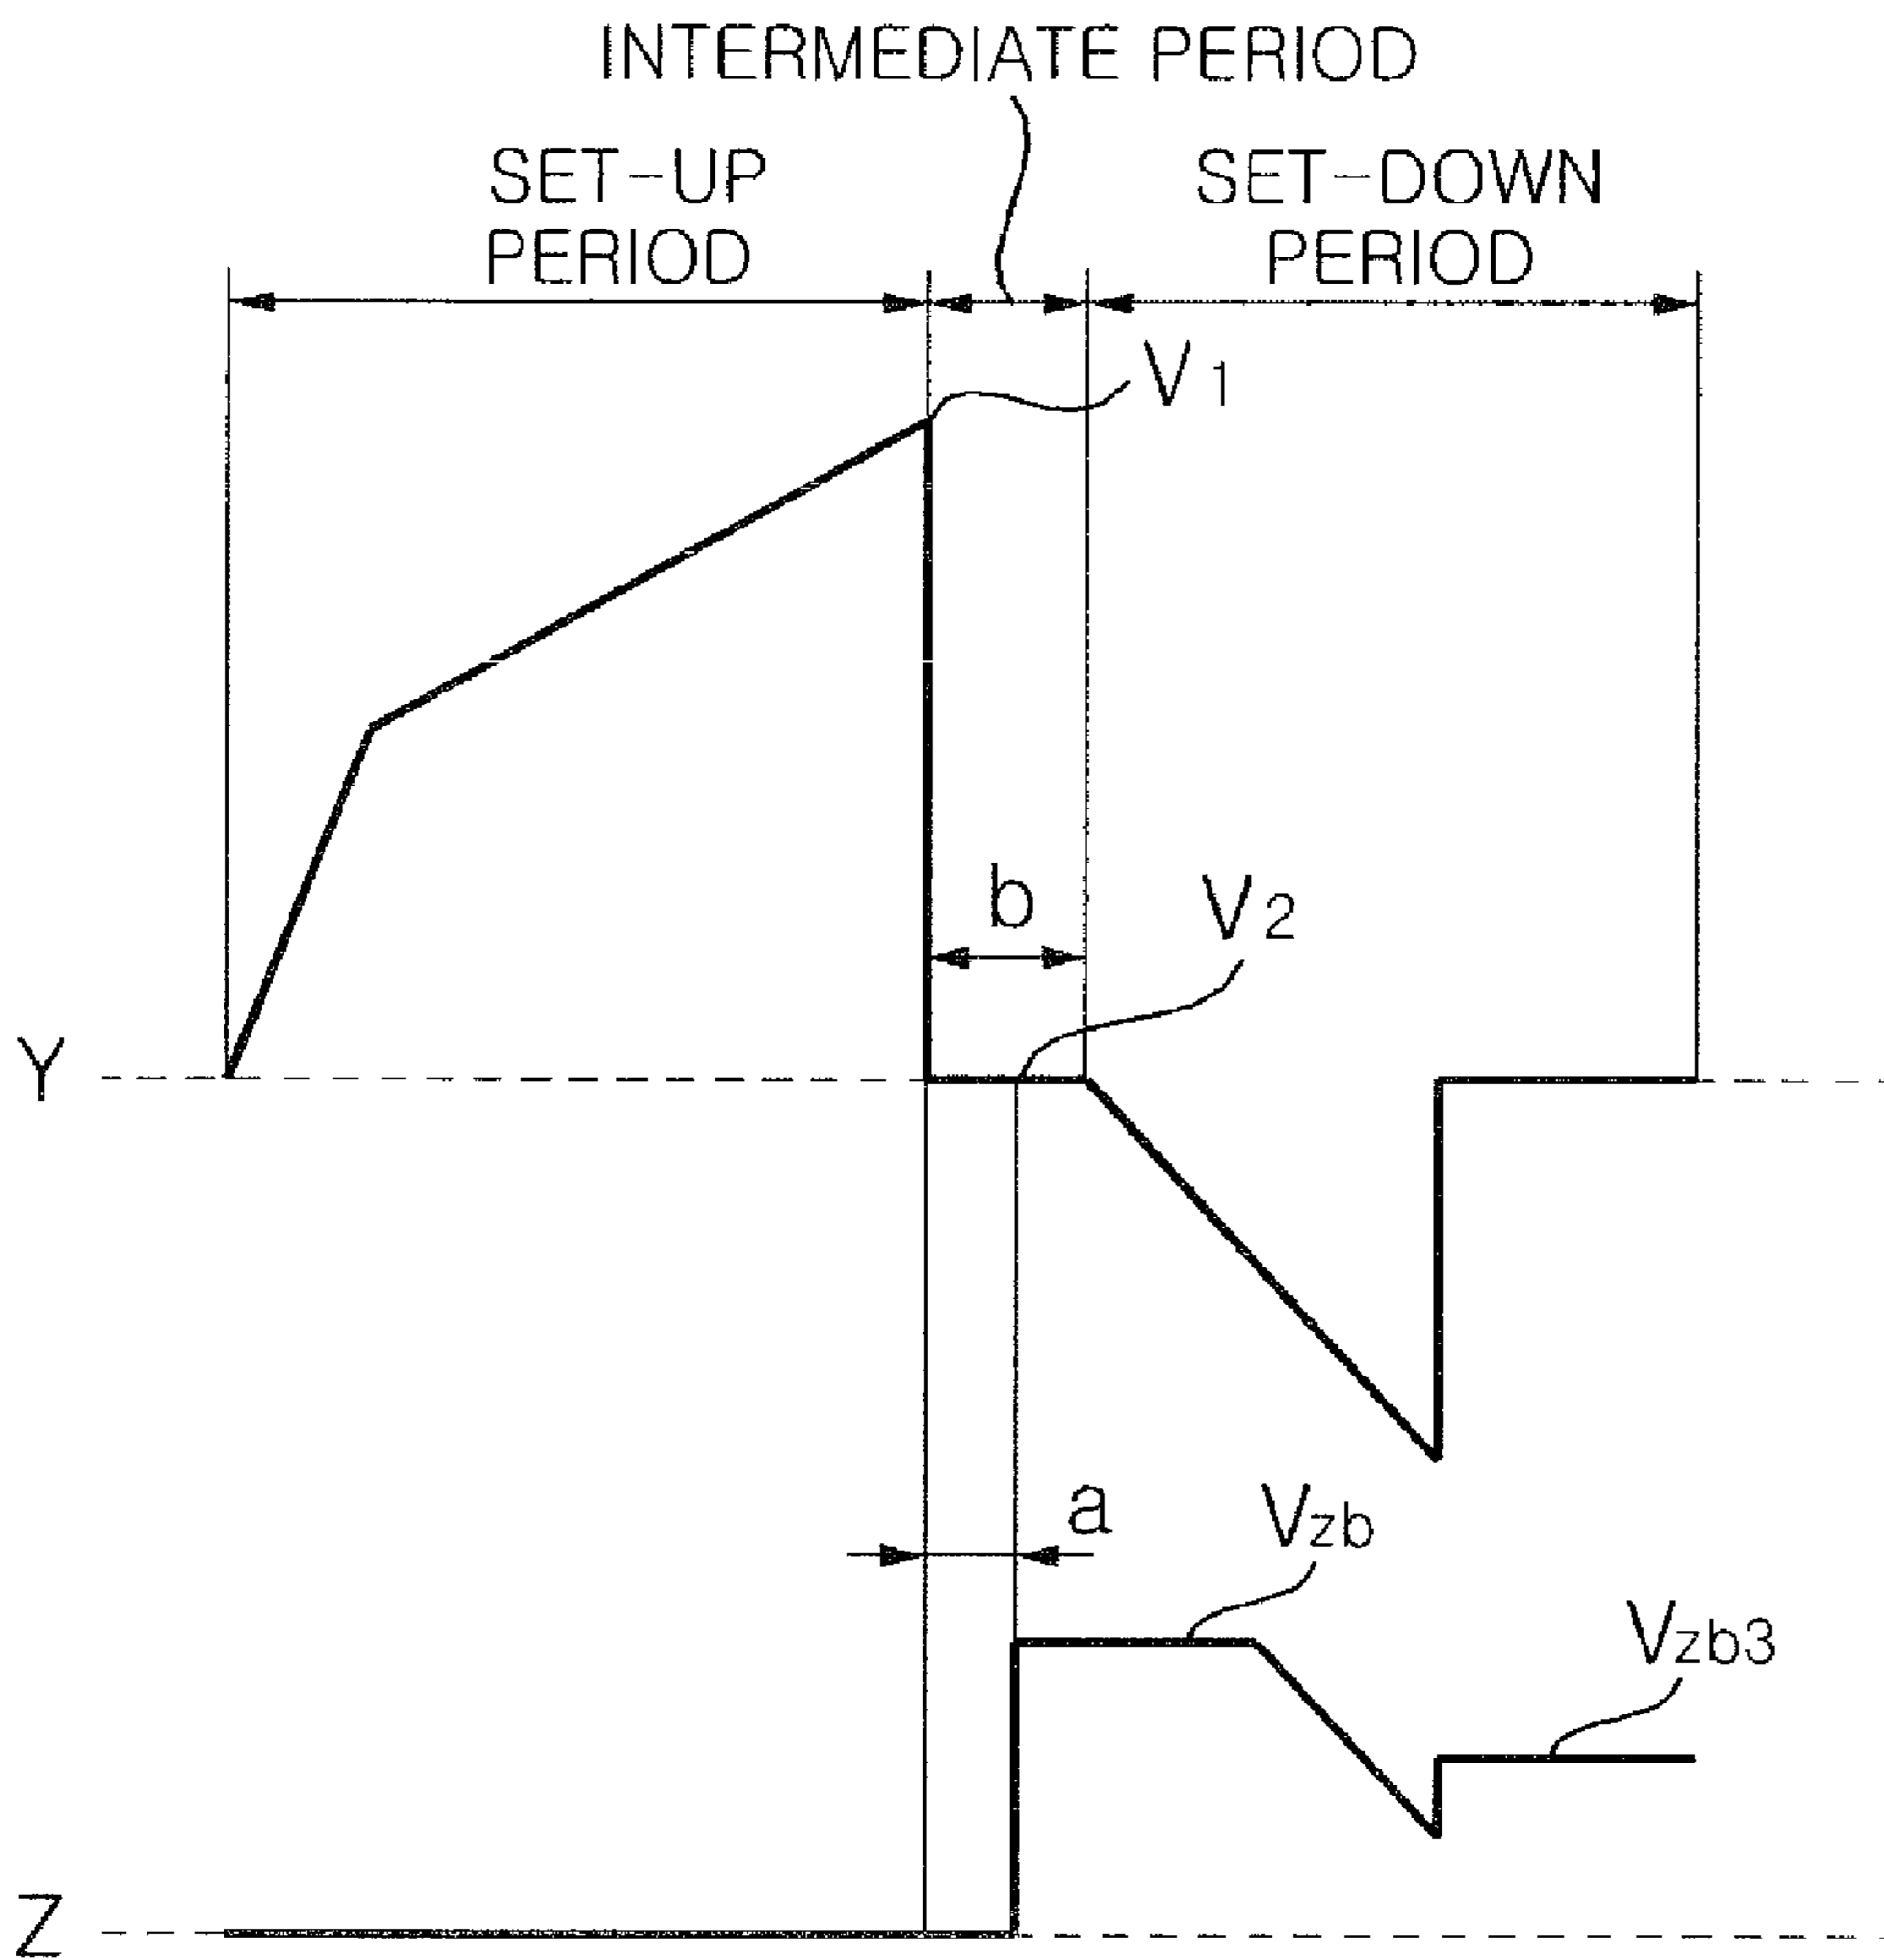 INTERMEDIATE PERIOD
SET-UP
PERIOD
SET-DOWN
PERIOD
V1
b
V2
Y
a
Vzb
Vzb3
Z